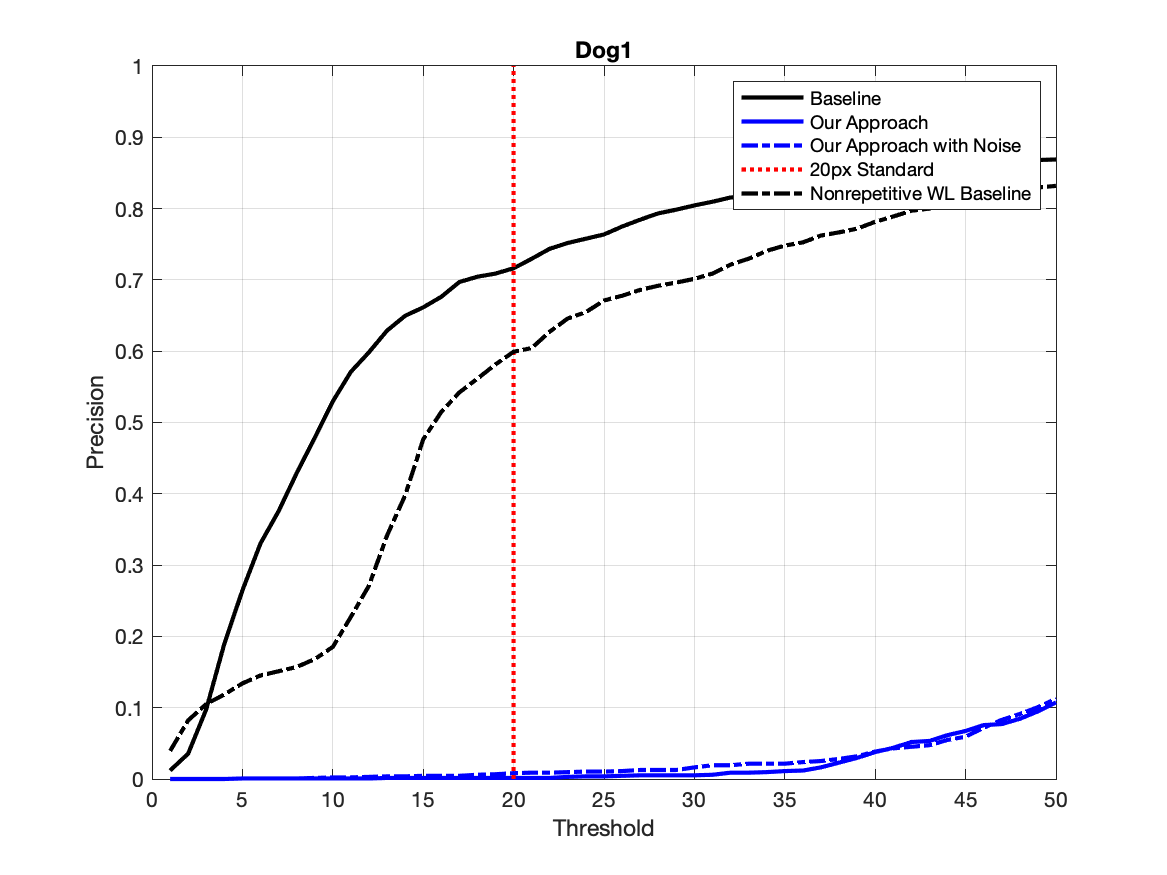 Dog1
Baseline
Our Approach
Our Approach with Noise
20px Standard
Nonrepetitive WL Baseline
Precision
1
0.9
0.8
0.7
0.6
0.5
0.4
0.3
0.2
0.1
0
0 5 10 15 20 25 30 35 40 45 50
Threshold